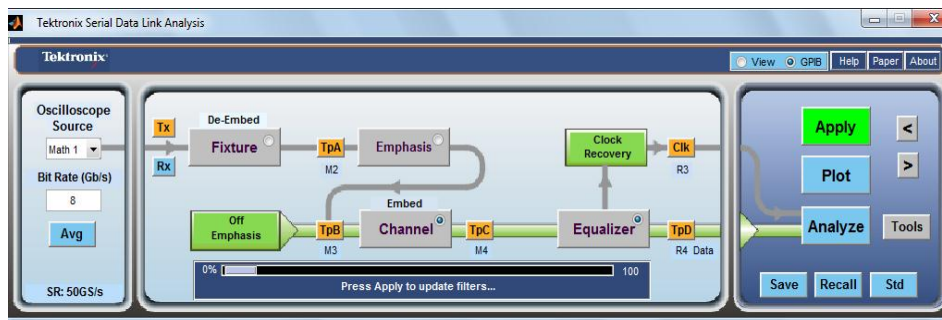 Tektronix Serial Data Link Analysis
Tektronix
View GPIB Help Paper About
Oscilloscope
Source
Math 1
Bit Rate (Gb/s)
8
Avg
SR: 50GS/s
Tx
Rx
De-Embed
Fixture
TpA
M2
Emphasis
Clock
Recovery
Clk
R3
Off
Emphasis
TpB
M3
Embed
Channel
TpC
M4
Equalizer
TpD
R4 Data
0% 100
Press Apply to update filters...
Apply <
Plot >
Analyze Tools
Save Recall Std